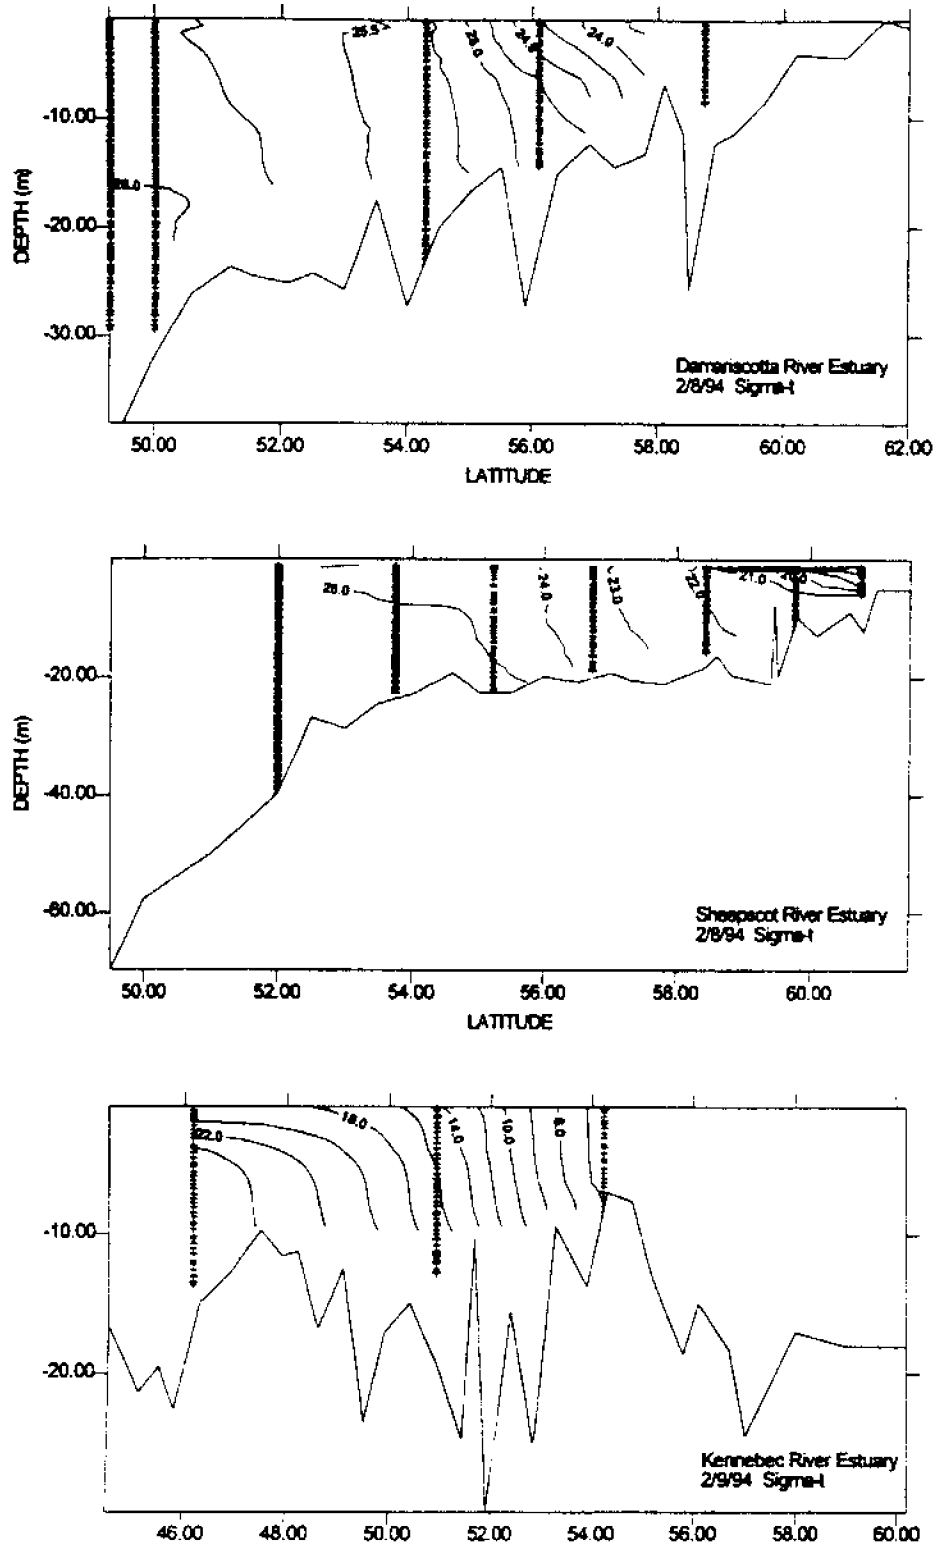 25.5
25.0
24.5
24.0
-10.00
-20.00
-30.00
DEPTH (m)
Damariscotta River Estuary
2/8/94 Sigma-t
50.00 52.00 54.00 56.00 58.00 60.00 62.00
LATITUDE
25.0
24.0
23.0
22.0
21.0
-20.00
-40.00
-60.00
DEPTH (m)
Sheepscot River Estuary
2/8/94 Sigma-t
50.00 52.00 54.00 56.00 58.00 60.00
LATITUDE
22.0
18.0
14.0
10.0
-10.00
-20.00
Kennebec River Estuary
2/9/94 Sigma-t
46.00 48.00 50.00 52.00 54.00 56.00 58.00 60.00